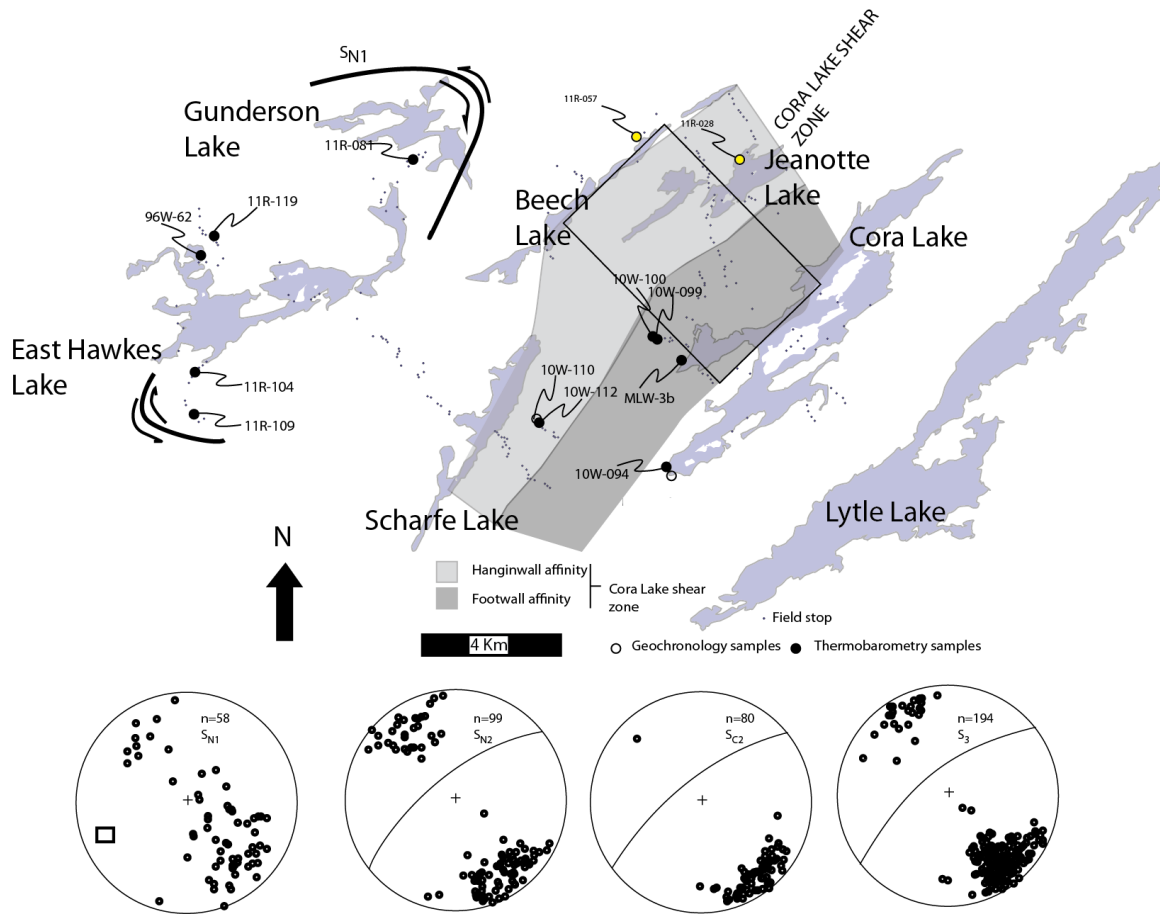 SN1
Gunderson
Lake
11R-081
11R-057
11R-028
CORA LAKE SHEAR
ZONE
Jeanotte
Lake
Beech
Lake
Cora Lake
96W-62
11R-119
10W-100
10W-099
East Hawkes
Lake
11R-104
11R-109
10W-110
10W-112
MLW-3b
10W-094
Scharfe Lake
Lytle Lake
N
Hanginwall affinity
Footwall affinity
Cora Lake shear
zone
Field stop
4 Km
Geochronology samples
Thermobarometry samples
n=58
SN1
n=99
SN2
n=80
SC2
n=194
S3